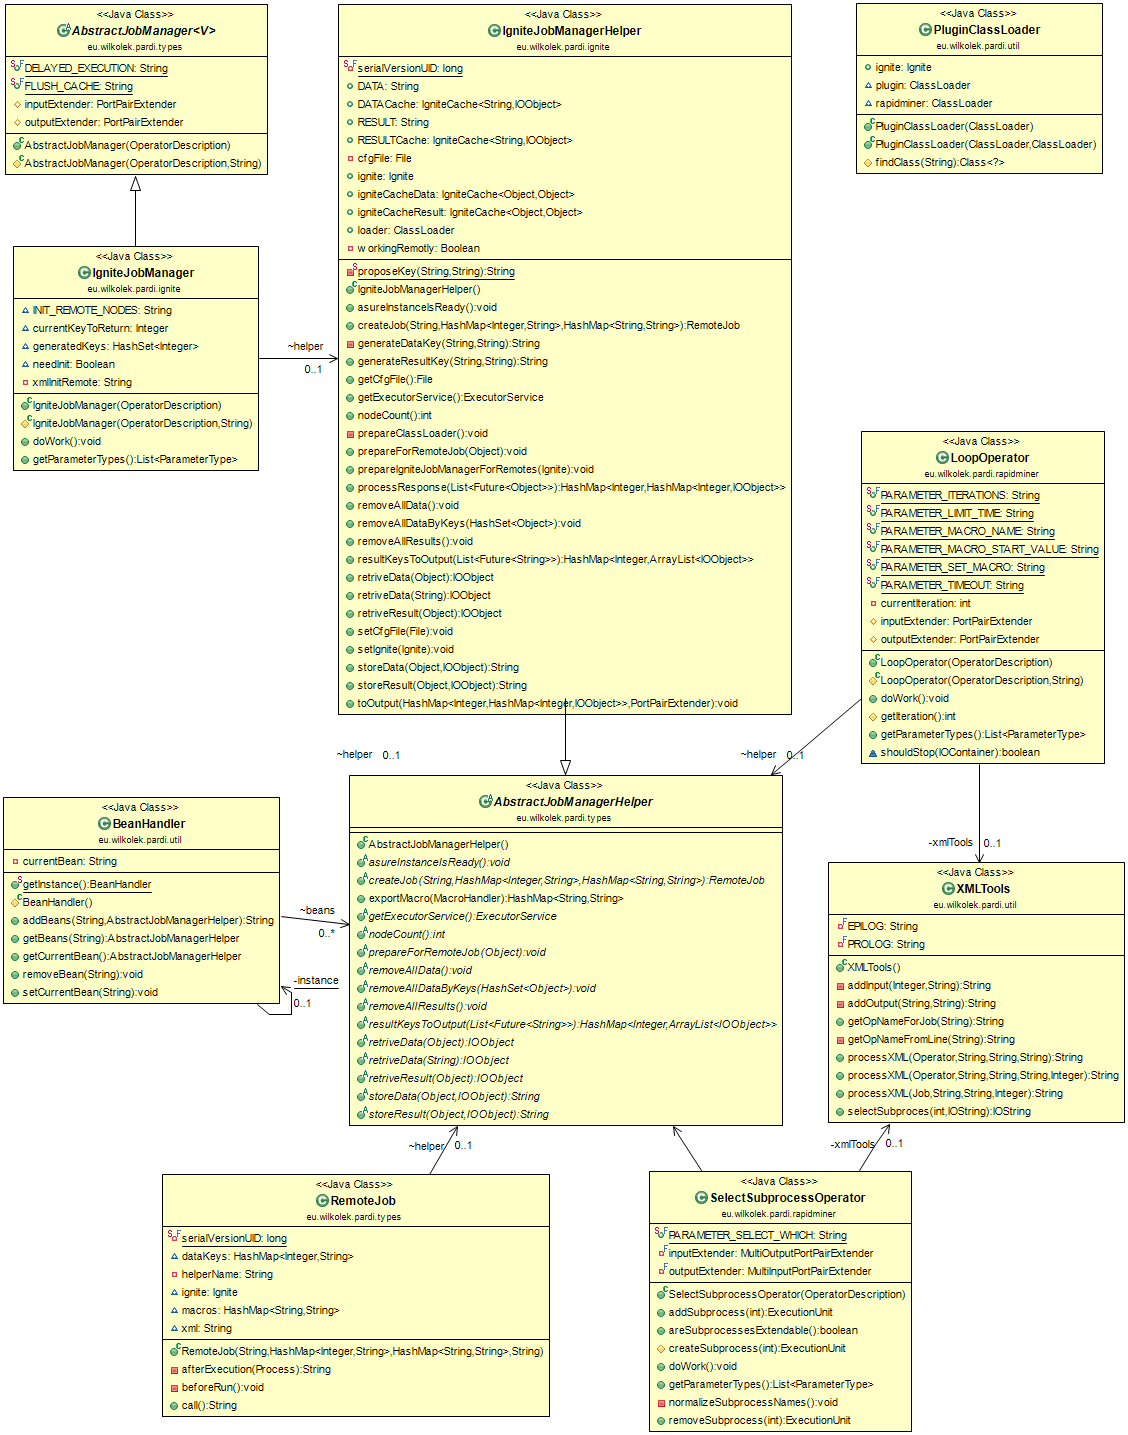 <<Java Class>>
AbstractJobManager<V>
eu.wilkolek.pardi.types
DELAYED_EXECUTION: String
FLUSH_CACHE: String
inputExtender: PortPairExtender
outputExtender: PortPairExtender
AbstractJobManager(OperatorDescription)
AbstractJobManager(OperatorDescription,String)
<<Java Class>>
IgniteJobManager
eu.wilkolek.pardi.ignite
INIT_REMOTE_NODES: String
currentKeyToReturn: Integer
generatedKeys: HashSet<Integer>
needInit: Boolean
xmlInitRemote: String
IgniteJobManager(OperatorDescription)
IgniteJobManager(OperatorDescription,String)
doWork():void
getParameterTypes():List<ParameterType>
~helper
0..1
<<Java Class>>
IgniteJobManagerHelper
eu.wilkolek.pardi.ignite
serialVersionUID: long
DATA: String
DATACache: IgniteCache<String,IOObject>
RESULT: String
RESULTCache: IgniteCache<String,IOObject>
cfgFile: File
ignite: Ignite
igniteCacheData: IgniteCache<Object,Object>
igniteCacheResult: IgniteCache<Object,Object>
loader: ClassLoader
workingRemotly: Boolean
proposeKey(String,String):String
IgniteJobManagerHelper()
asureInstanceIsReady():void
createJob(String,HashMap<Integer,String>,HashMap<String,String>):RemoteJob
generateDataKey(String,String):String
generateResultKey(String,String):String
getCfgFile():File
getExecutorService():ExecutorService
nodeCount():int
prepareClassLoader():void
prepareForRemoteJob(Object):void
prepareIgniteJobManagerForRemotes(Ignite):void
processResponse(List<Future<Object>>):HashMap<Integer,HashMap<Integer,IOObject>>
removeAllData():void
removeAllDataByKeys(HashSet<Object>):void
removeAllResults():void
resultKeysToOutput(List<Future<String>>):HashMap<Integer,ArrayList<IOObject>>
retriveData(Object):IOObject
retriveData(String):IOObject
retriveResult(Object):IOObject
setCfgFile(File):void
setIgnite(Ignite):void
storeData(Object,IOObject):String
storeResult(Object,IOObject):String
toOutput(HashMap<Integer,HashMap<Integer,IOObject>>,PortPairExtender):void
<<Java Class>>
PluginClassLoader
eu.wilkolek.pardi.util
ignite: Ignite
plugin: ClassLoader
rapidminer: ClassLoader
PluginClassLoader(ClassLoader)
PluginClassLoader(ClassLoader,ClassLoader)
findClass(String):Class<?>
<<Java Class>>
LoopOperator
eu.wilkolek.pardi.rapidminer
PARAMETER_ITERATIONS: String
PARAMETER_LIMIT_TIME: String
PARAMETER_MACRO_NAME: String
PARAMETER_MACRO_START_VALUE: String
PARAMETER_SET_MACRO: String
PARAMETER_TIMEOUT: String
currentIteration: int
inputExtender: PortPairExtender
outputExtender: PortPairExtender
LoopOperator(OperatorDescription)
LoopOperator(OperatorDescription,String)
doWork():void
getIteration():int
getParameterTypes():List<ParameterType>
shouldStop(IOContainer):boolean
~helper 0..1
~helper 0..1
<<Java Class>>
BeanHandler
eu.wilkolek.pardi.util
currentBean: String
getInstance():BeanHandler
BeanHandler()
addBeans(String,AbstractJobManagerHelper):String
getBeans(String):AbstractJobManagerHelper
getCurrentBean():AbstractJobManagerHelper
removeBean(String):void
setCurrentBean(String):void
~beans
0..*
-instance
0..1
<<Java Class>>
AbstractJobManagerHelper
eu.wilkolek.pardi.types
AbstractJobManagerHelper()
asureInstanceIsReady():void
createJob(String,HashMap<Integer,String>,HashMap<String,String>):RemoteJob
exportMacro(MacroHandler):HashMap<String,String>
getExecutorService():ExecutorService
nodeCount():int
prepareForRemoteJob(Object):void
removeAllData():void
removeAllDataByKeys(HashSet<Object>):void
removeAllResults():void
resultKeysToOutput(List<Future<String>>):HashMap<Integer,ArrayList<IOObject>>
retriveData(Object):IOObject
retriveData(String):IOObject
retriveResult(Object):IOObject
storeData(Object,IOObject):String
storeResult(Object,IOObject):String
-xmlTools 0..1
<<Java Class>>
XMLTools
eu.wilkolek.pardi.util
EPILOG: String
PROLOG: String
XMLTools()
addInput(Integer,String):String
addOutput(String,String):String
getOpNameForJob(String):String
getOpNameFromLine(String):String
processXML(Operator,String,String,String):String
processXML(Operator,String,String,String,Integer):String
processXML(Job,String,String,Integer):String
selectSubproces(int,IOString):IOString
~helper 0..1
-xmlTools 0..1
<<Java Class>>
RemoteJob
eu.wilkolek.pardi.types
serialVersionUID: long
dataKeys: HashMap<Integer,String>
helperName: String
ignite: Ignite
macros: HashMap<String,String>
xml: String
RemoteJob(String,HashMap<Integer,String>,HashMap<String,String>,String)
afterExecution(Process):String
beforeRun():void
call():String
<<Java Class>>
SelectSubprocessOperator
eu.wilkolek.pardi.rapidminer
PARAMETER_SELECT_WHICH: String
inputExtender: MultiOutputPortPairExtender
outputExtender: MultiInputPortPairExtender
SelectSubprocessOperator(OperatorDescription)
addSubprocess(int):ExecutionUnit
areSubprocessesExtendable():boolean
createSubprocess(int):ExecutionUnit
doWork():void
getParameterTypes():List<ParameterType>
normalizeSubprocessNames():void
removeSubprocess(int):ExecutionUnit